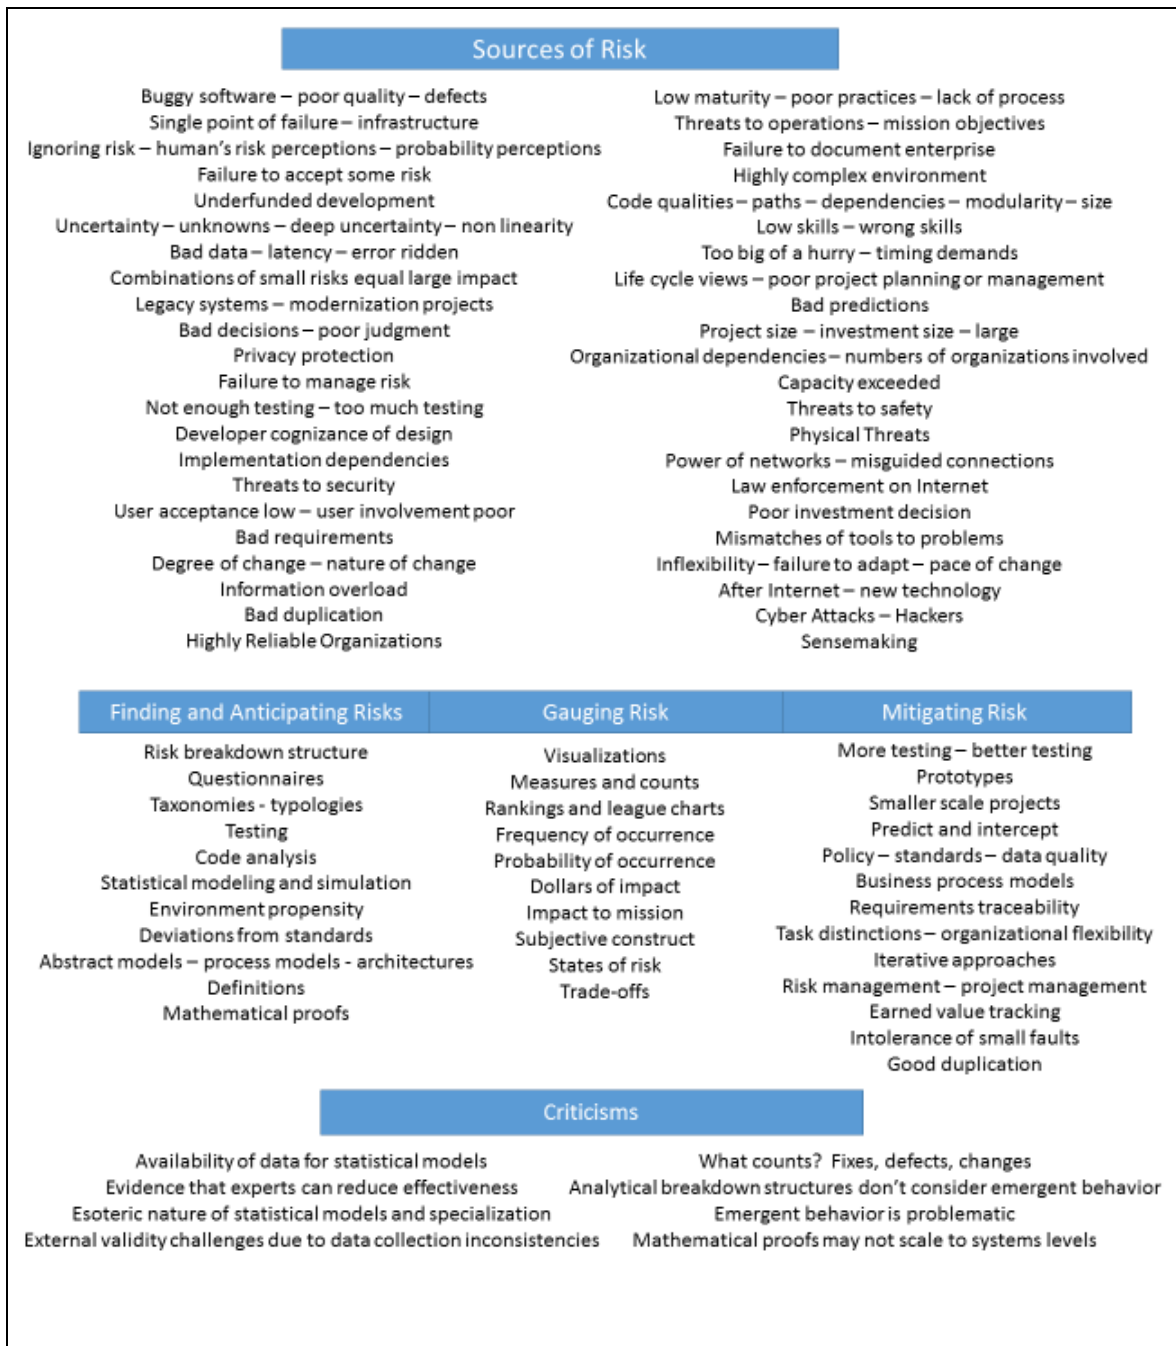 Sources of Risk
Buggy software – poor quality – defects
Single point of failure – infrastructure
Ignoring risk – human's risk perceptions – probability perceptions
Failure to accept some risk
Underfunded development
Uncertainty – unknowns – deep uncertainty – non linearity
Bad data – latency – error ridden
Combinations of small risks equal large impact
Legacy systems – modernization projects
Bad decisions – poor judgment
Privacy protection
Failure to manage risk
Not enough testing – too much testing
Developer cognizance of design
Implementation dependencies
Threats to security
User acceptance low – user involvement poor
Bad requirements
Degree of change – nature of change
Information overload
Bad duplication
Highly Reliable Organizations
Low maturity – poor practices – lack of process
Threats to operations – mission objectives
Failure to document enterprise
Highly complex environment
Code qualities – paths – dependencies – modularity – size
Low skills – wrong skills
Too big of a hurry – timing demands
Life cycle views – poor project planning or management
Bad predictions
Project size – investment size – large
Organizational dependencies – numbers of organizations involved
Capacity exceeded
Threats to safety
Physical Threats
Power of networks – misguided connections
Law enforcement on Internet
Poor investment decision
Mismatches of tools to problems
Inflexibility – failure to adapt – pace of change
After Internet – new technology
Cyber Attacks – Hackers
Sensemaking
Finding and Anticipating Risks
Risk breakdown structure
Questionnaires
Taxonomies - typologies
Testing
Code analysis
Statistical modeling and simulation
Environment propensity
Deviations from standards
Abstract models – process models - architectures
Definitions
Mathematical proofs
Gauging Risk
Visualizations
Measures and counts
Rankings and league charts
Frequency of occurrence
Probability of occurrence
Dollars of impact
Impact to mission
Subjective construct
States of risk
Trade-offs
Mitigating Risk
More testing – better testing
Prototypes
Smaller scale projects
Predict and intercept
Policy – standards – data quality
Business process models
Requirements traceability
Task distinctions – organizational flexibility
Iterative approaches
Risk management – project management
Earned value tracking
Intolerance of small faults
Good duplication
Criticisms
Availability of data for statistical models
Evidence that experts can reduce effectiveness
Esoteric nature of statistical models and specialization
External validity challenges due to data collection inconsistencies
What counts? Fixes, defects, changes
Analytical breakdown structures don't consider emergent behavior
Emergent behavior is problematic
Mathematical proofs may not scale to systems levels